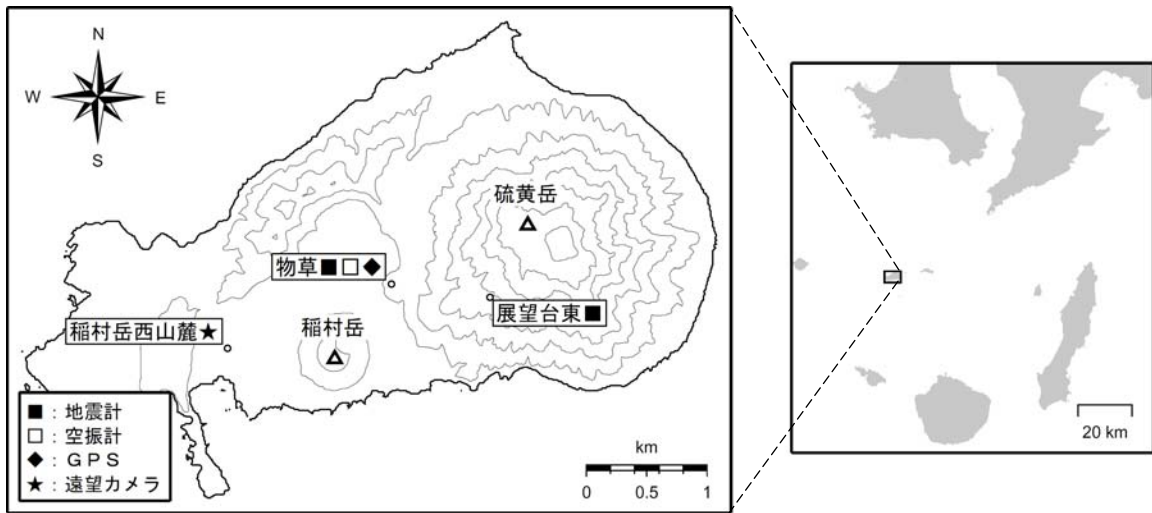 N
W E
S
硫黄岳
物草■□◆
展望台東■
稲村岳西山麓★
稲村岳
■：地震計
□：空振計
◆：ＧＰＳ
★：遠望カメラ
km
0 0.5 1
20 km